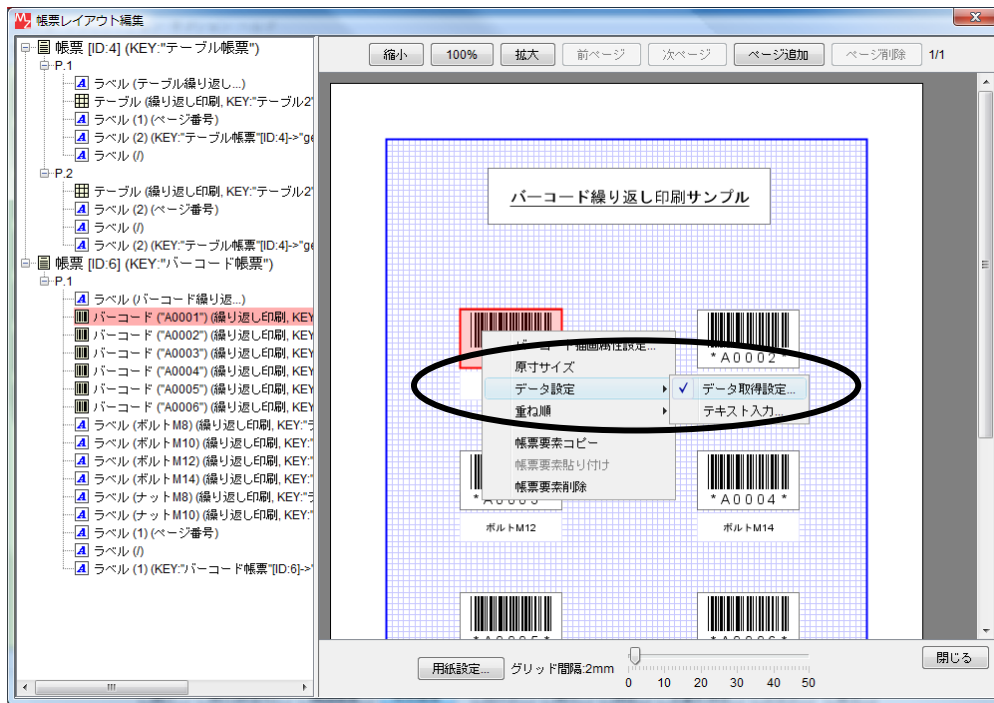 帳票レイアウト編集
帳票 [ID:4] (KEY:"テーブル帳票")
P.1
ラベル (テーブル繰り返し...)
テーブル (繰り返し印刷, KEY:"テーブル2"
ラベル (1) (ページ番号)
ラベル (2) (KEY:"テーブル帳票"[ID:4]->"ge
ラベル (/)
P.2
テーブル (繰り返し印刷, KEY:"テーブル2"
ラベル (2) (ページ番号)
ラベル (/)
ラベル (2) (KEY:"テーブル帳票"[ID:4]->"ge
帳票 [ID:6] (KEY:"バーコード帳票")
P.1
ラベル (バーコード繰り返...)
バーコード ("A0001") (繰り返し印刷, KEY
バーコード ("A0002") (繰り返し印刷, KEY
バーコード ("A0003") (繰り返し印刷, KEY
バーコード ("A0004") (繰り返し印刷, KEY
バーコード ("A0005") (繰り返し印刷, KEY
バーコード ("A0006") (繰り返し印刷, KEY
ラベル (ボルトM8) (繰り返し印刷, KEY:"テ
ラベル (ボルトM10) (繰り返し印刷, KEY:"
ラベル (ボルトM12) (繰り返し印刷, KEY:"
ラベル (ボルトM14) (繰り返し印刷, KEY:"
ラベル (ナットM8) (繰り返し印刷, KEY:"テ
ラベル (ナットM10) (繰り返し印刷, KEY:"
ラベル (1) (ページ番号)
ラベル (/)
ラベル (1) (KEY:"バーコード帳票"[ID:6]->"
縮小 100% 拡大 前ページ 次ページ ページ追加 ページ削除 1/1
バーコード繰り返し印刷サンプル
*A0002*
バーコード描画属性設定...
原寸サイズ
データ設定
重ね順
帳票要素コピー
帳票要素貼り付け
帳票要素削除
✓ データ取得設定...
テキスト入力...
*A0003* *A0004*
ボルトM12 ボルトM14
*A0005* *A0006*
用紙設定... グリッド間隔:2mm
0 10 20 30 40 50
閉じる